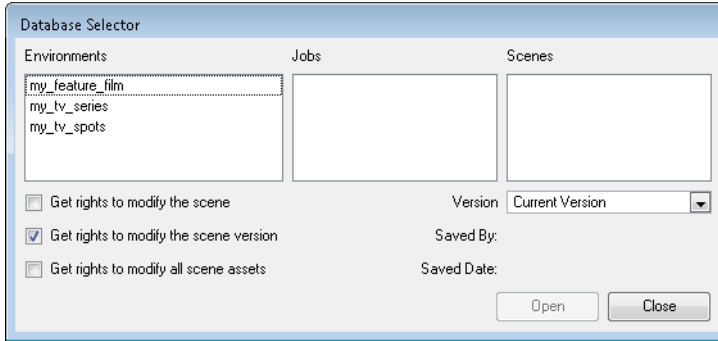 Database Selector
Environments Jobs Scenes
my_feature_film
my_tv_series
my_tv_spots
Get rights to modify the scene Version Current Version
Get rights to modify the scene version Saved By:
Get rights to modify all scene assets Saved Date:
Open Close